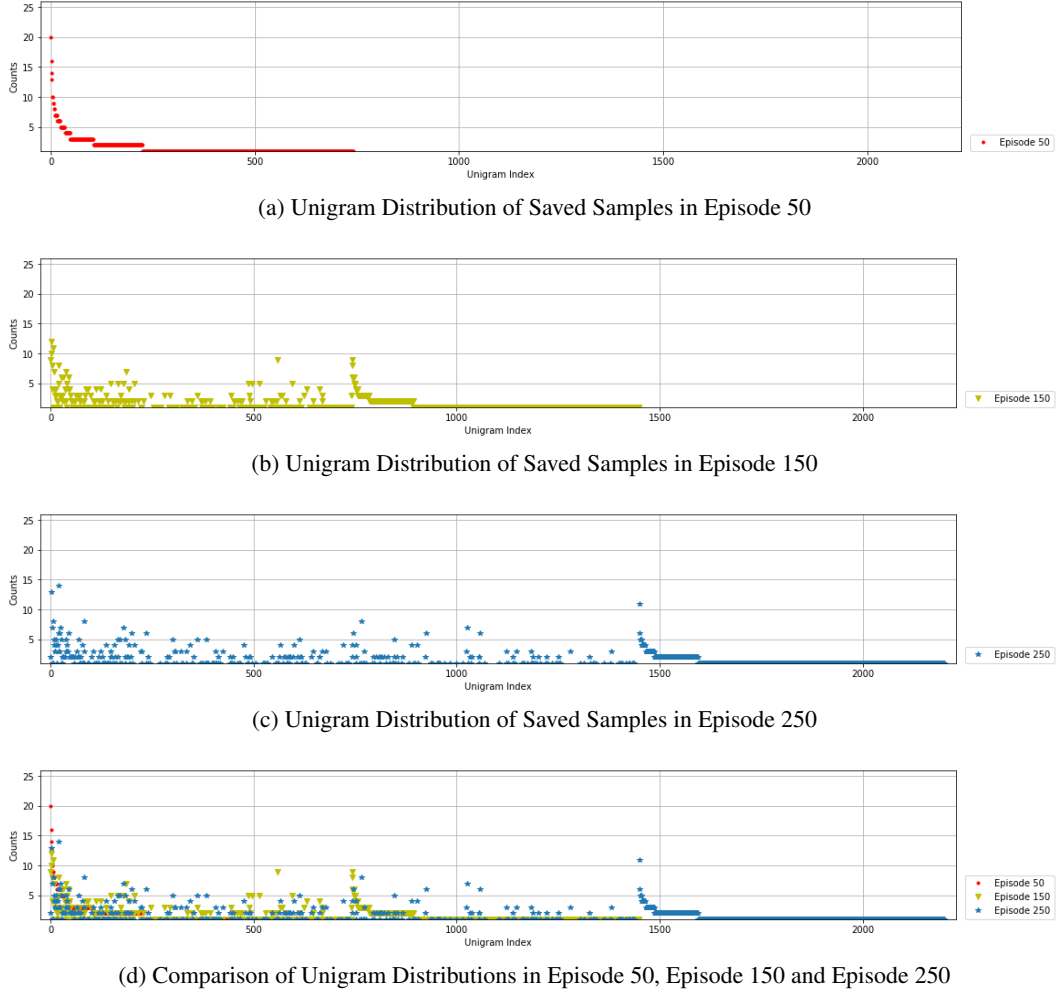 25
20
15
10
5
Counts
0
500
1000
1500
2000
Unigram Index
Episode 50
(a) Unigram Distribution of Saved Samples in Episode 50
25
20
15
10
5
Counts
0
500
1000
1500
2000
Unigram Index
Episode 150
(b) Unigram Distribution of Saved Samples in Episode 150
25
20
15
10
5
Counts
0
500
1000
1500
2000
Unigram Index
Episode 250
(c) Unigram Distribution of Saved Samples in Episode 250
25
20
15
10
5
Counts
0
500
1000
1500
2000
Unigram Index
Episode 50
Episode 150
Episode 250
(d) Comparison of Unigram Distributions in Episode 50, Episode 150 and Episode 250